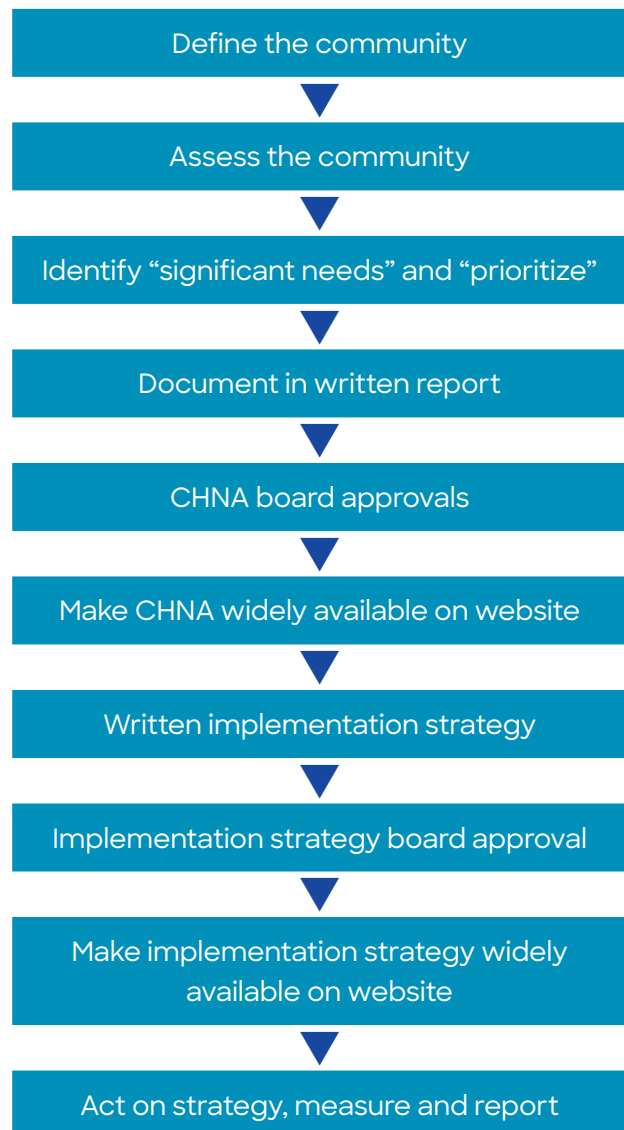 Define the community
Assess the community
Identify “significant needs” and “prioritize”
Document in written report
CHNA board approvals
Make CHNA widely available on website
Written implementation strategy
Implementation strategy board approval
Make implementation strategy widely
available on website
Act on strategy, measure and report